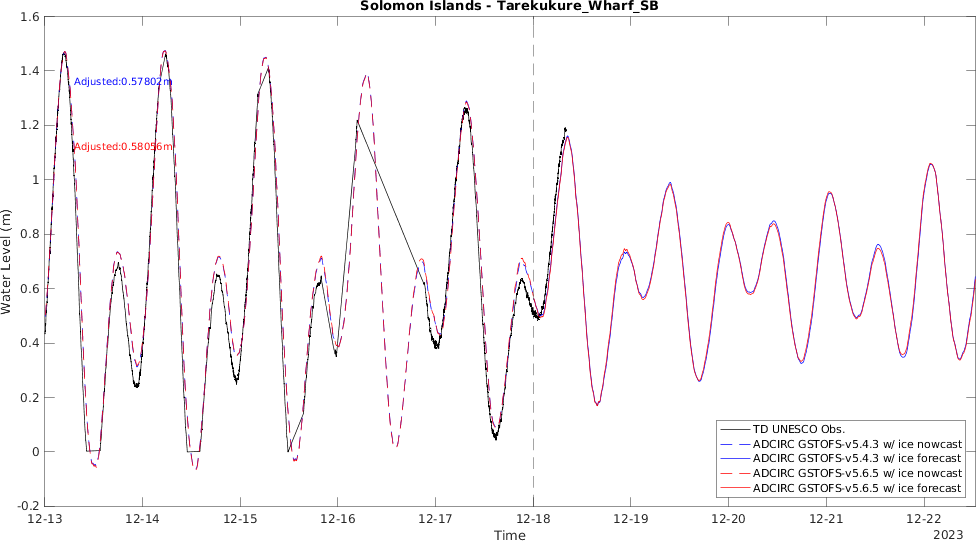 Solomon Islands - Tarekukure_Wharf_SB
1.6
1.4
1.2
1
0.8
0.6
0.4
0.2
0
-0.2
Water Level (m)
Adjusted:0.57802m
Adjusted:0.58056m
TD UNESCO Obs.
ADCIRC GSTOFS-v5.4.3 w/ ice nowcast
ADCIRC GSTOFS-v5.4.3 w/ ice forecast
ADCIRC GSTOFS-v5.6.5 w/ ice nowcast
ADCIRC GSTOFS-v5.6.5 w/ ice forecast
12-13 12-14 12-15 12-16 12-17 12-18 12-19 12-20 12-21 12-22
Time
2023